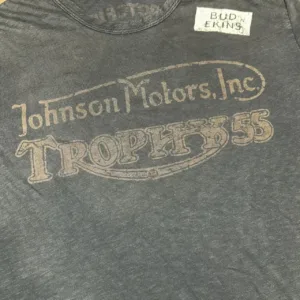 BUD
EKINS
Johnson Motors, Inc
TROPHY 55